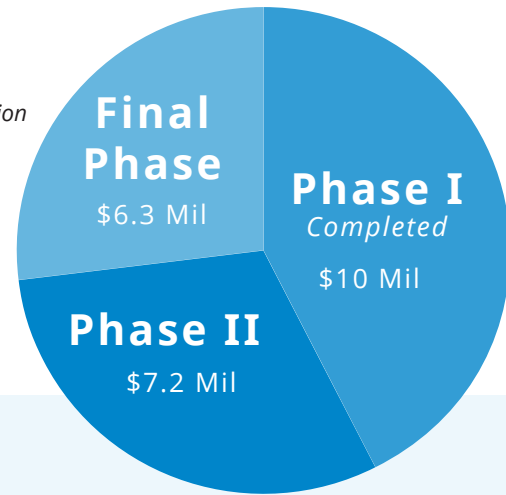 Final
Phase
$6.3 Mil
Phase I
Completed
$10 Mil
Phase II
$7.2 Mil